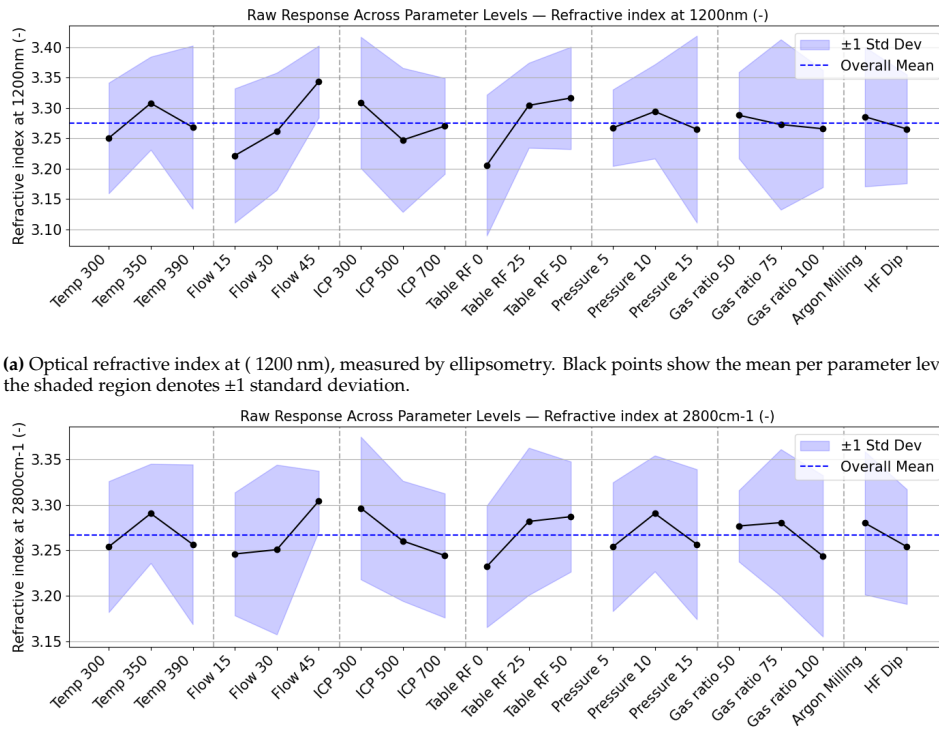 Raw Response Across Parameter Levels — Refractive index at 1200nm (-)
Refractive index at 1200nm (-)
3.40
3.35
3.30
3.25
3.20
3.15
3.10
±1 Std Dev
Overall Mean
Temp 300
Temp 350
Temp 390
Flow 15
Flow 30
Flow 45
ICP 300
ICP 500
ICP 700
Table RF 0
Table RF 25
Table RF 50
Pressure 5
Pressure 10
Pressure 15
Gas ratio 50
Gas ratio 75
Gas ratio 100
Argon Milling
HF Dip
(a) Optical refractive index at ( 1200 nm), measured by ellipsometry. Black points show the mean per parameter lev
the shaded region denotes ±1 standard deviation.
Raw Response Across Parameter Levels — Refractive index at 2800cm-1 (-)
Refractive index at 2800cm-1 (-)
3.35
3.30
3.25
3.20
3.15
±1 Std Dev
Overall Mean
Temp 300
Temp 350
Temp 390
Flow 15
Flow 30
Flow 45
ICP 300
ICP 500
ICP 700
Table RF 0
Table RF 25
Table RF 50
Pressure 5
Pressure 10
Pressure 15
Gas ratio 50
Gas ratio 75
Gas ratio 100
Argon Milling
HF Dip